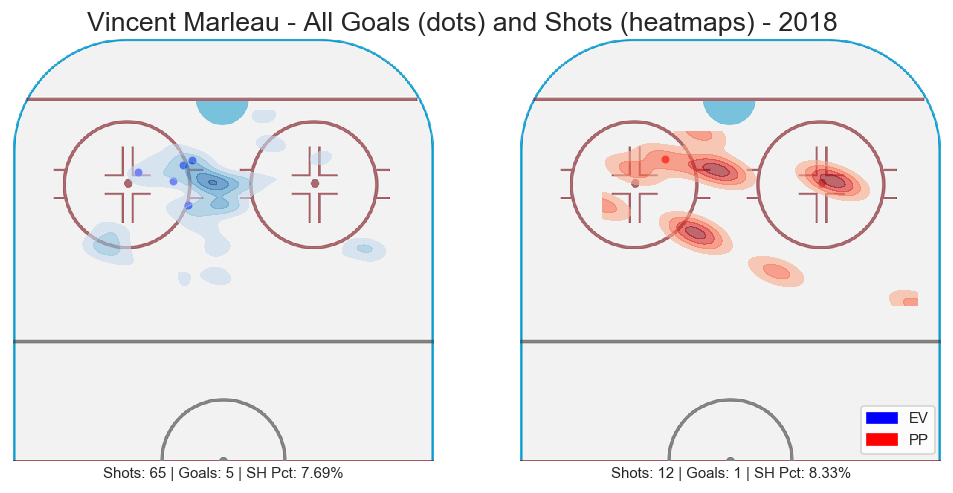 Vincent Marleau - All Goals (dots) and Shots (heatmaps) - 2018
EV
PP
Shots: 65 | Goals: 5 | SH Pct: 7.69%
Shots: 12 | Goals: 1 | SH Pct: 8.33%